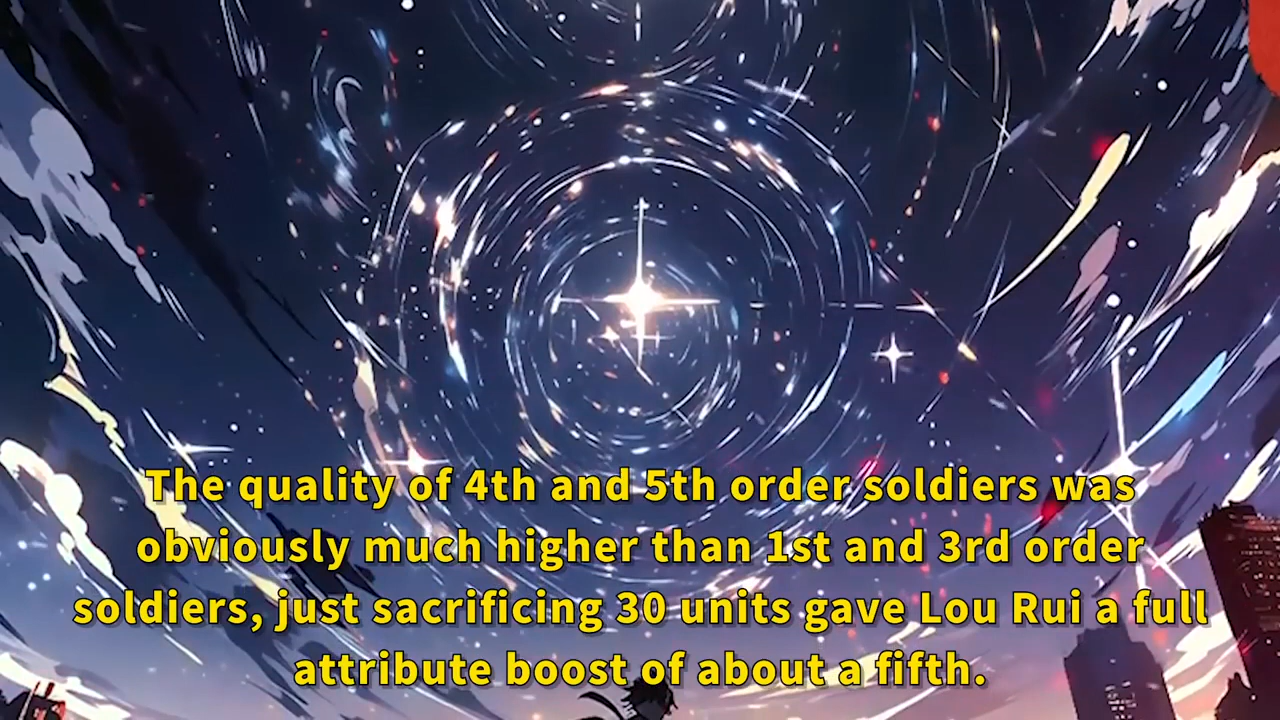 The quality of 4th and 5th order soldiers was
obviously much higher than 1st and 3rd order
soldiers, just sacrificing 30 units gave Lou Rui a full
attribute boost of about a fifth.